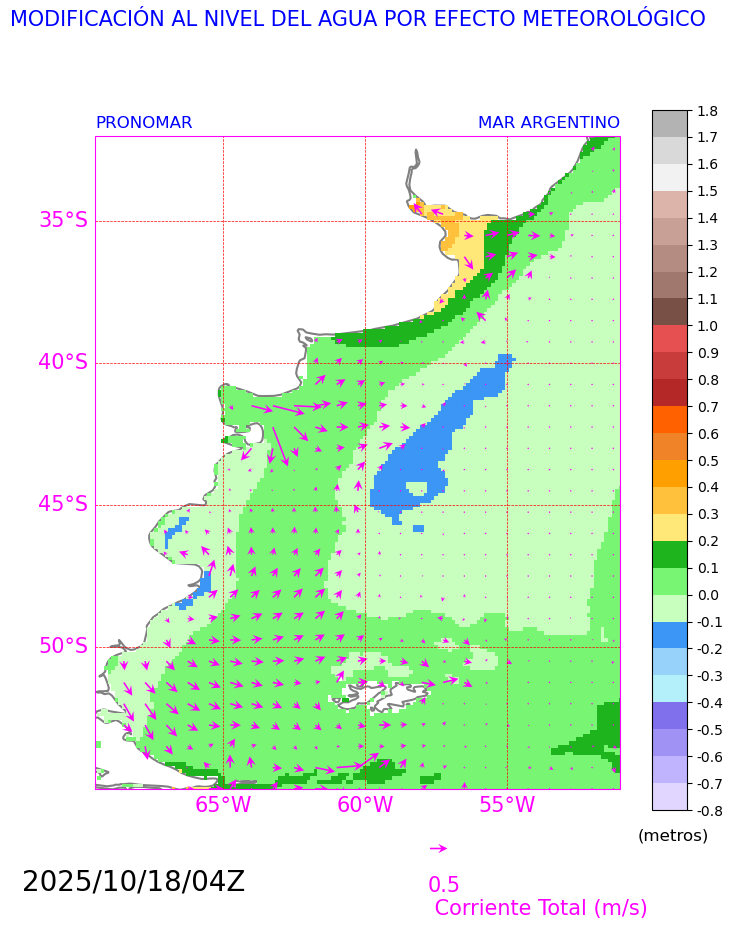 MODIFICACIÓN AL NIVEL DEL AGUA POR EFECTO METEOROLÓGICO
PRONOMAR MAR ARGENTINO
35°S
40°S
45°S
50°S
65°W 60°W 55°W
1.8
1.7
1.6
1.5
1.4
1.3
1.2
1.1
1.0
0.9
0.8
0.7
0.6
0.5
0.4
0.3
0.2
0.1
0.0
-0.1
-0.2
-0.3
-0.4
-0.5
-0.6
-0.7
-0.8
(metros)
2025/10/18/04Z
0.5
Corriente Total (m/s)